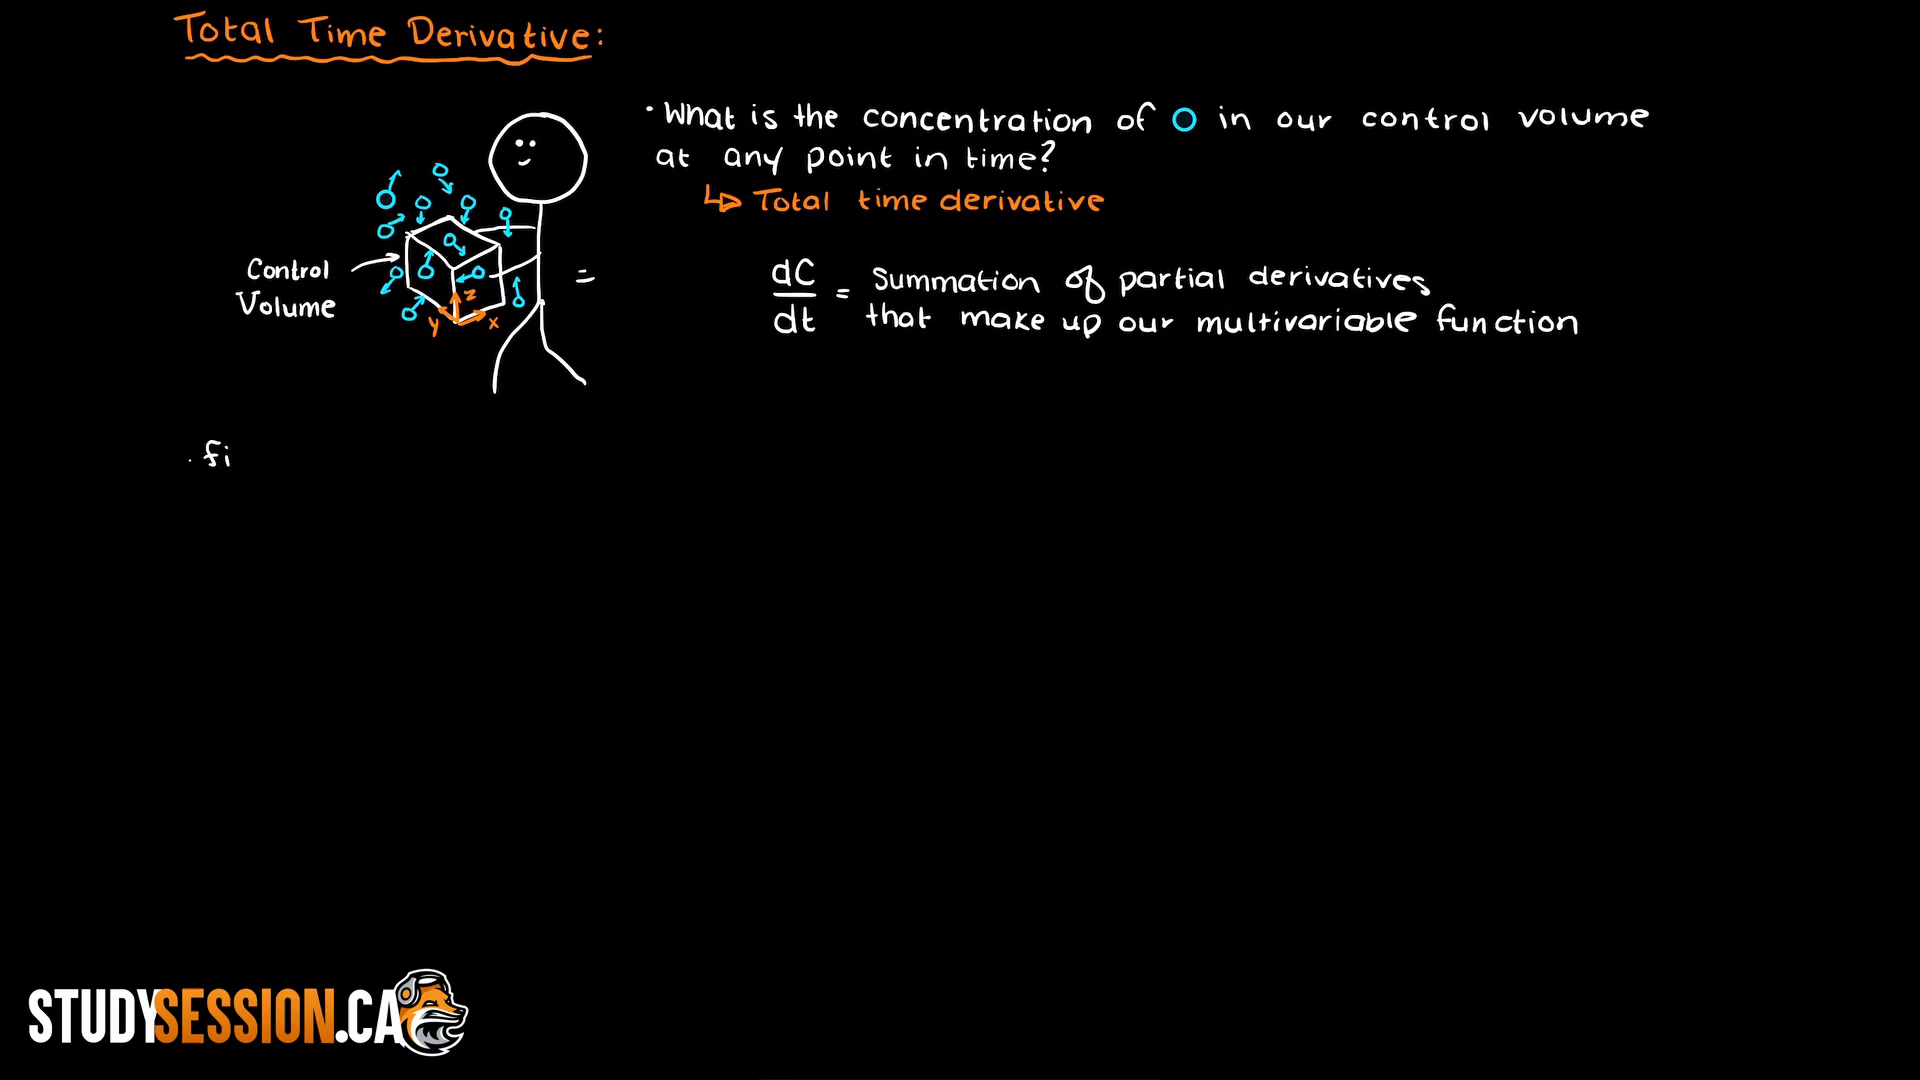 Total Time Derivative:
• What is the concentration of O in our control volume
at any point in time?
↳ Total time derivative
Control
Volume
z
y
x
=
dC/dt = Summation of partial derivatives
that make up our multivariable function
• fi
STUDYSESSION.CA